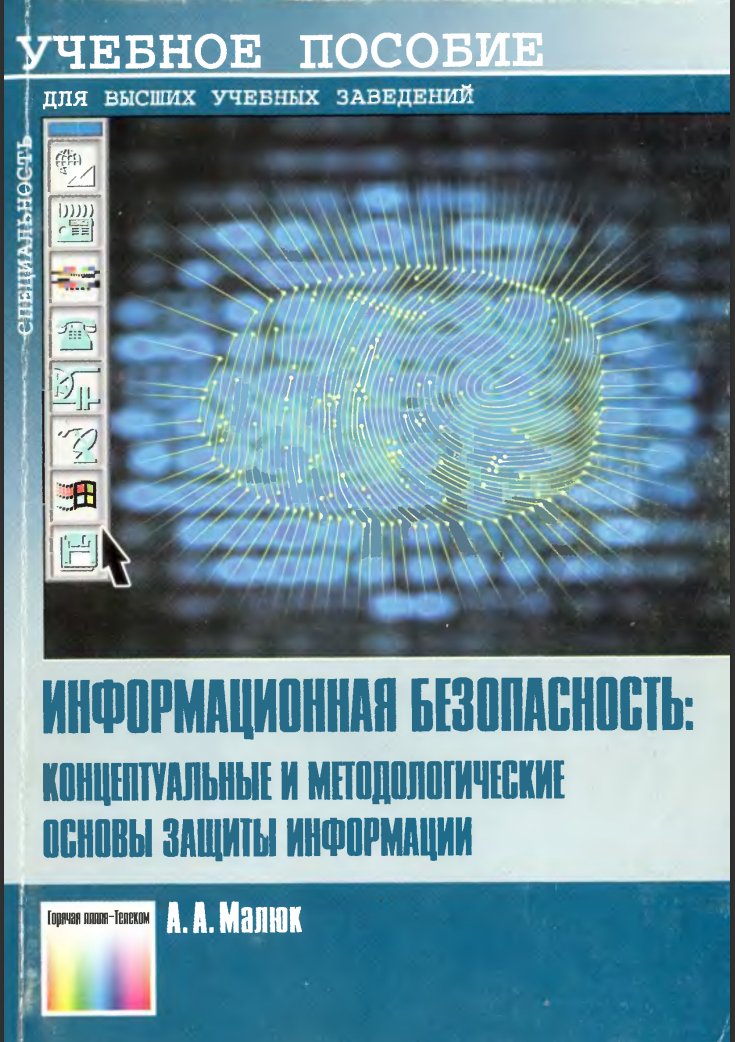 УЧЕБНОЕ ПОСОБИЕ
ДЛЯ ВЫСШИХ УЧЕБНЫХ ЗАВЕДЕНИЙ
СПЕЦИАЛЬНОСТЬ
ИНФОРМАЦИОННАЯ БЕЗОПАСНОСТЬ:
КОНЦЕПТУАЛЬНЫЕ И МЕТОДОЛОГИЧЕСКИЕ
ОСНОВЫ ЗАЩИТЫ ИНФОРМАЦИИ
Горячая линия-Телеком
А. А. Малюк